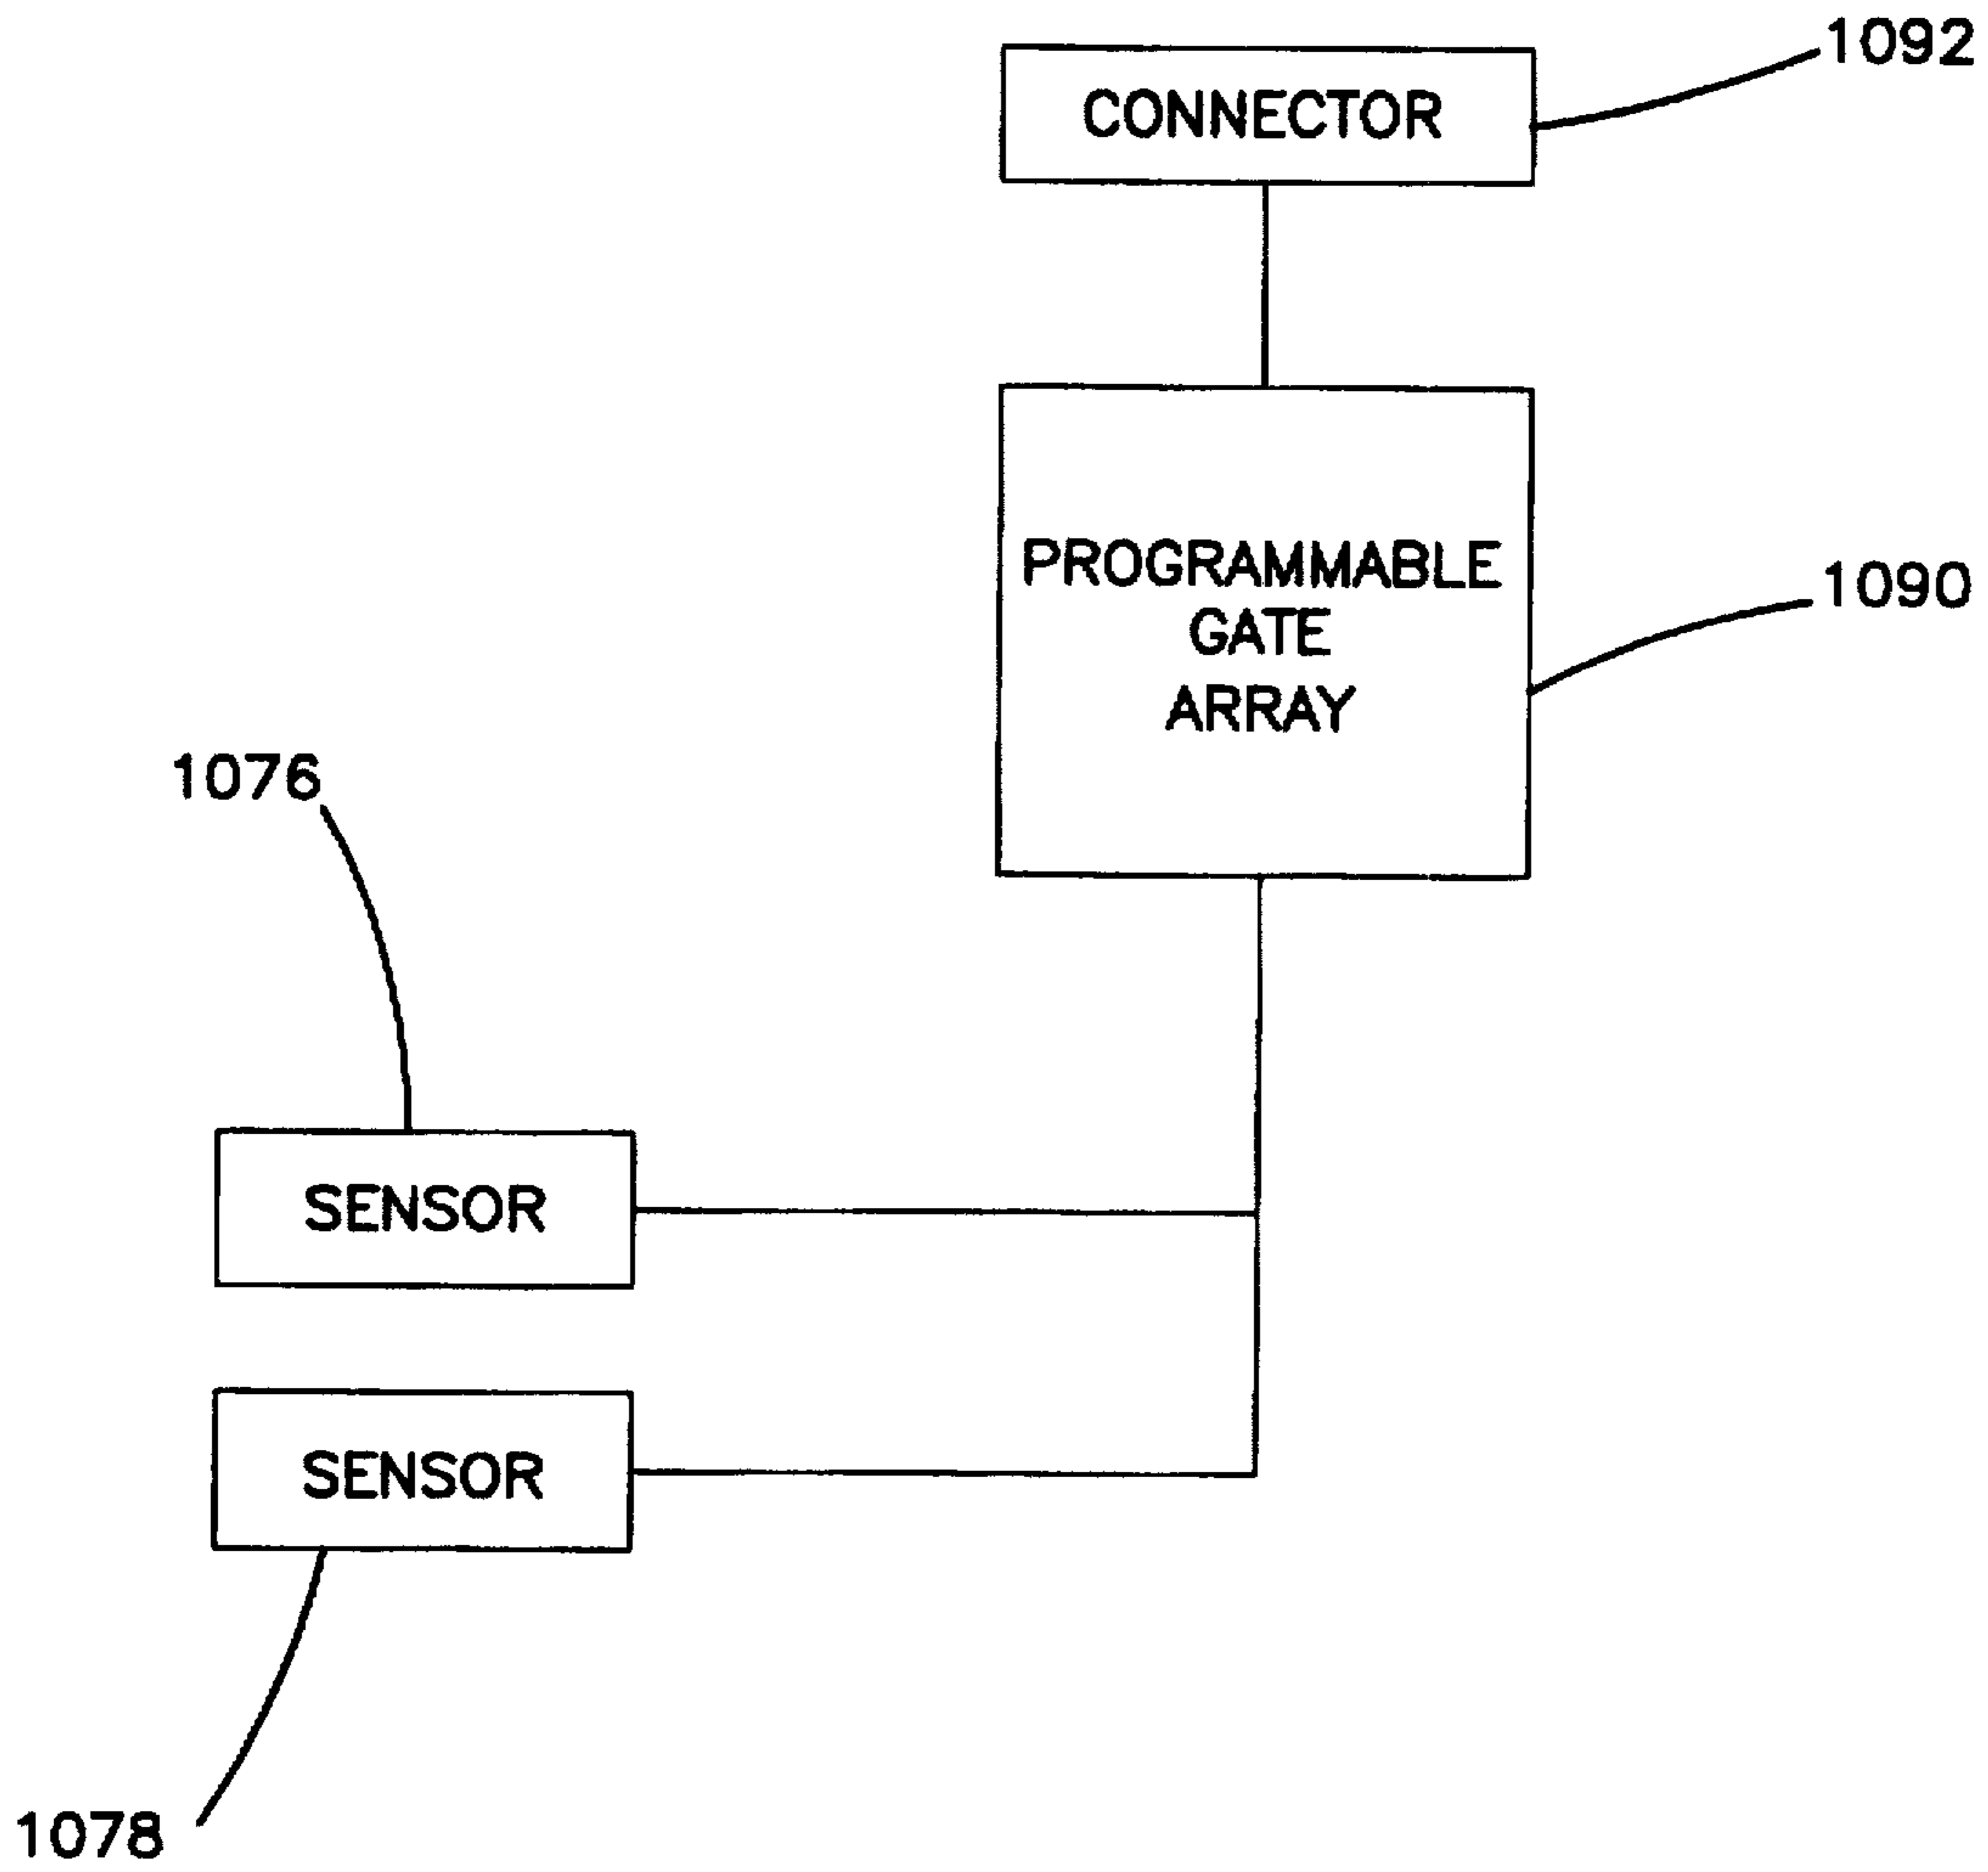 1092
CONNECTOR
PROGRAMMABLE
GATE
ARRAY
1090
1076
SENSOR
SENSOR
1078